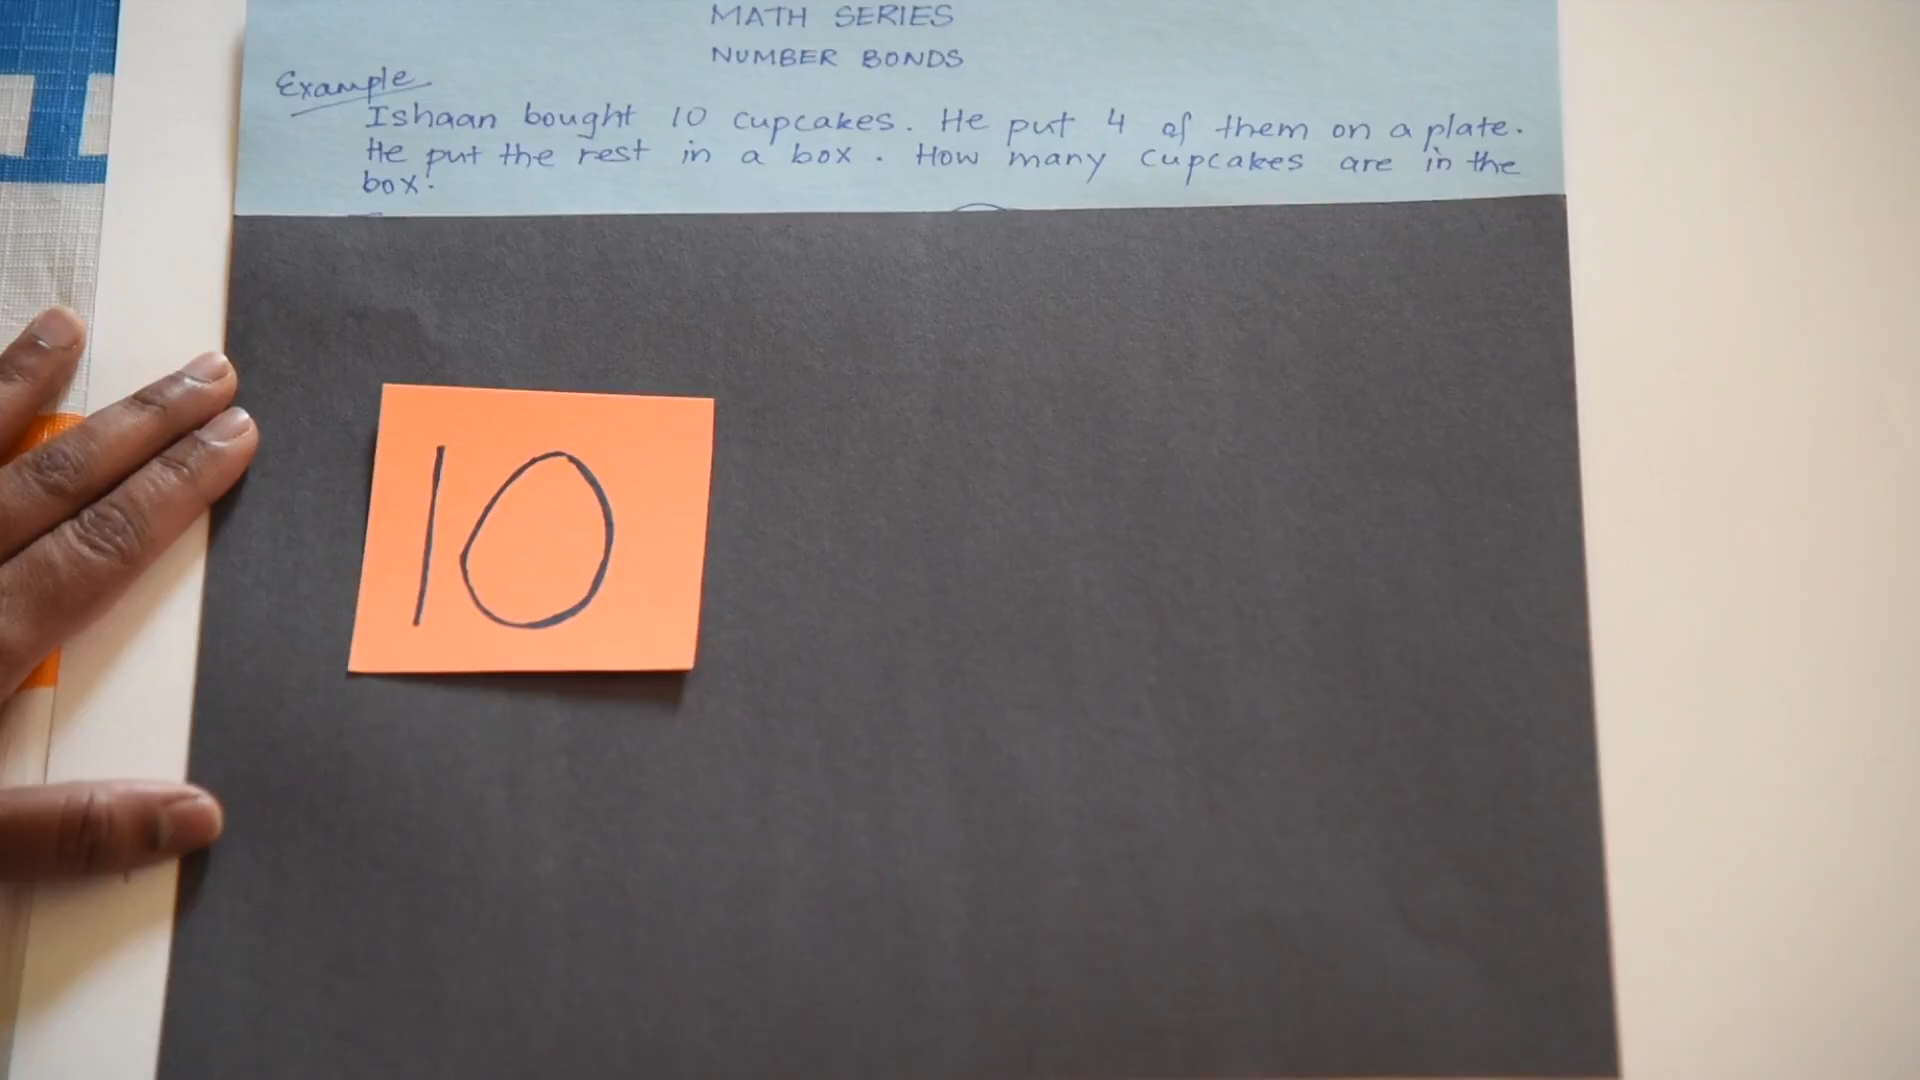 MATH SERIES
NUMBER BONDS
Example
Ishaan bought 10 cupcakes. He put 4 of them on a plate.
He put the rest in a box. How many cupcakes are in the
box?
10